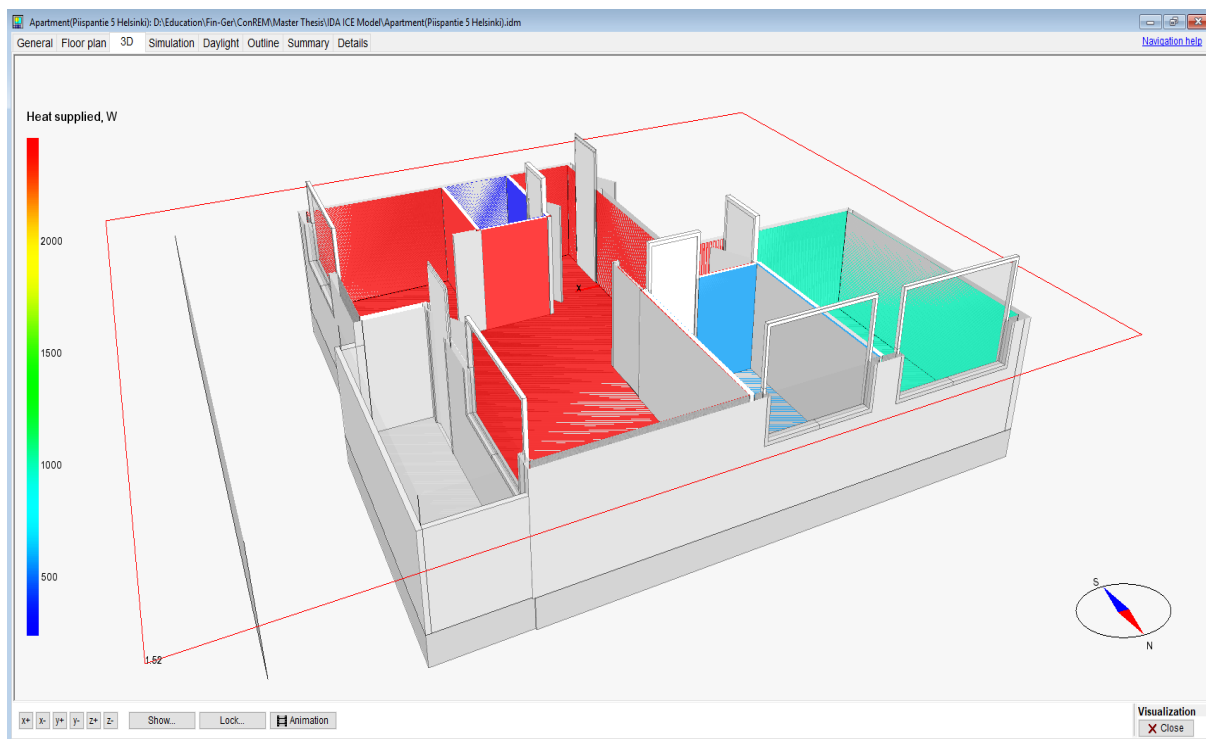 Apartment(Piispantie 5 Helsinki): D:\Education\Fin-Ger\ConREM\Master Thesis\IDA ICE Model\Apartment(Piispantie 5 Helsinki).idm
General Floor plan 3D Simulation Daylight Outline Summary Details Navigation help
Heat supplied, W
2000
1500
1000
500
x
S
N
1.52
x+ x- y+ y- z+ z- Show... Lock... Animation
Visualization
Close